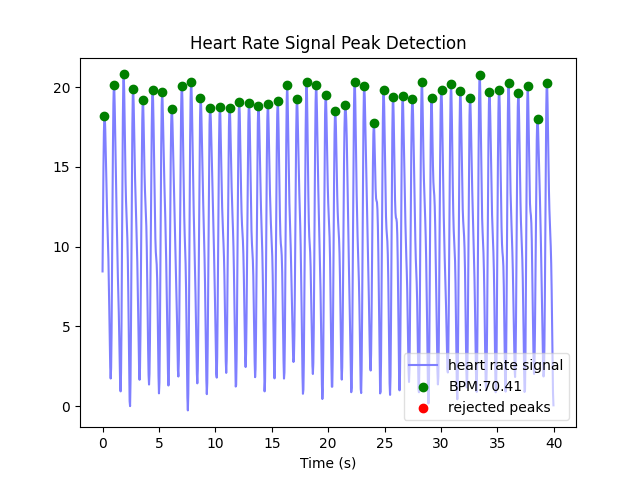 Heart Rate Signal Peak Detection
20
15
10
5
0
heart rate signal
BPM:70.41
rejected peaks
0 5 10 15 20 25 30 35 40
Time (s)